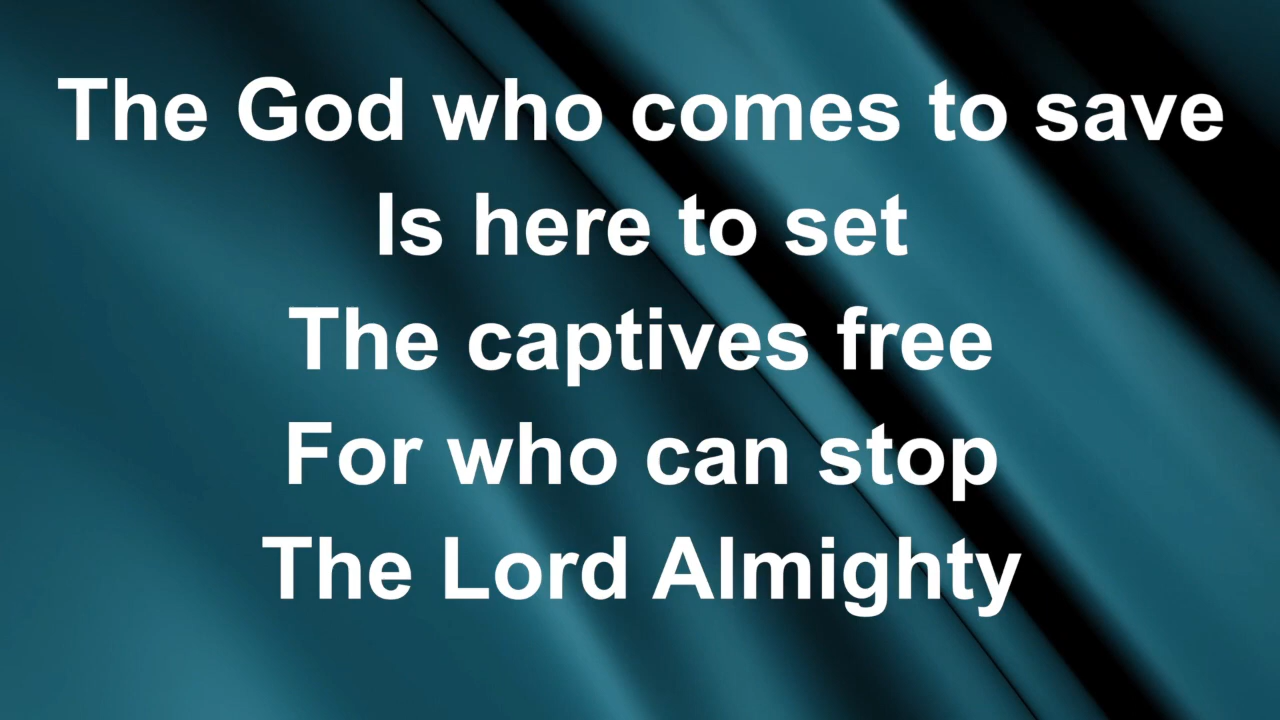 The God who comes to save
Is here to set
The captives free
For who can stop
The Lord Almighty